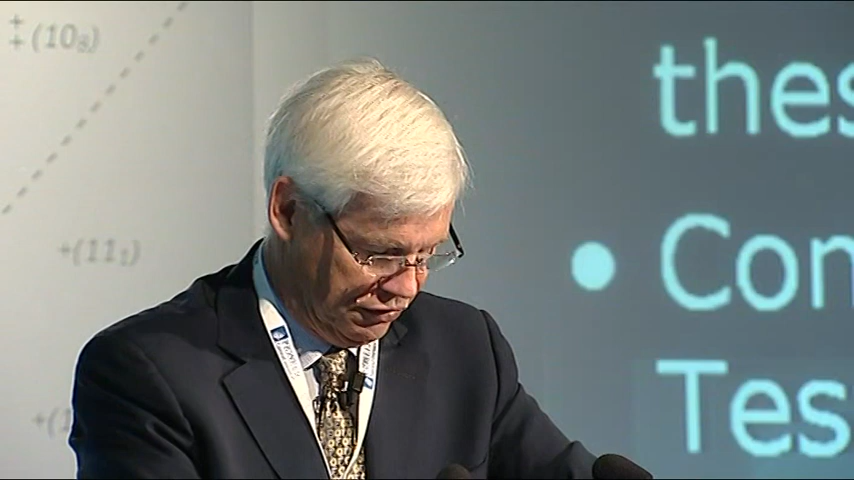 (10₈)
(11₁)
thes
• Con
Tes